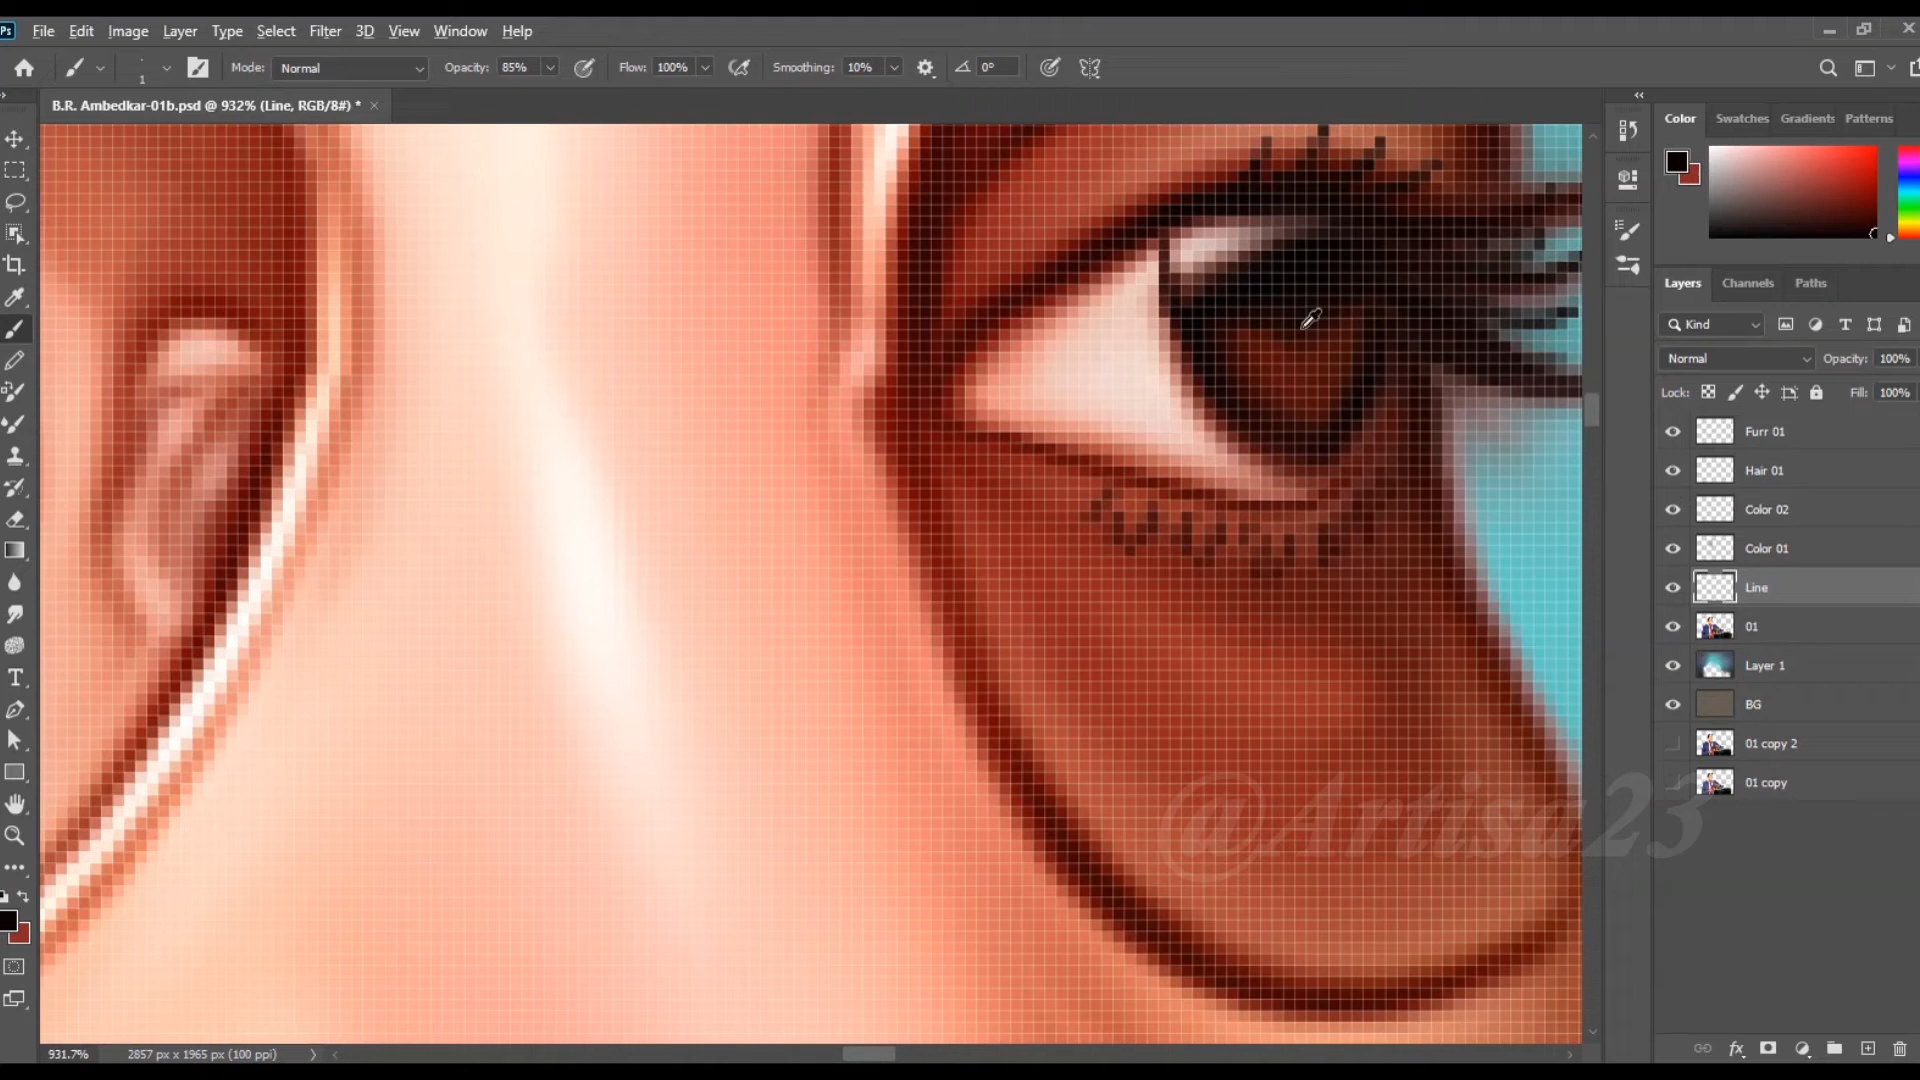 Ps File Edit Image Layer Type Select Filter 3D View Window Help
1 Mode: Normal Opacity: 85% Flow: 100% Smoothing: 10% 0°
B.R. Ambedkar-01b.psd @ 932% (Line, RGB/8#) *
Color Swatches Gradients Patterns
Layers Channels Paths
Kind
Normal Opacity: 100%
Lock: Fill: 100%
Furr 01
Hair 01
Color 02
Color 01
Line
01
Layer 1
BG
01 copy 2
01 copy
@Artisa23
fx
931.7% 2857 px x 1965 px (100 ppi)